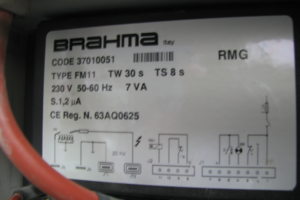 BRAHMA Italy
CODE 37010051
RMG
TYPE FM11 TW 30 s TS 8 s
230 V 50-60 Hz 7 VA
S.1,2 µA
CE Reg. N. 63AQ0625